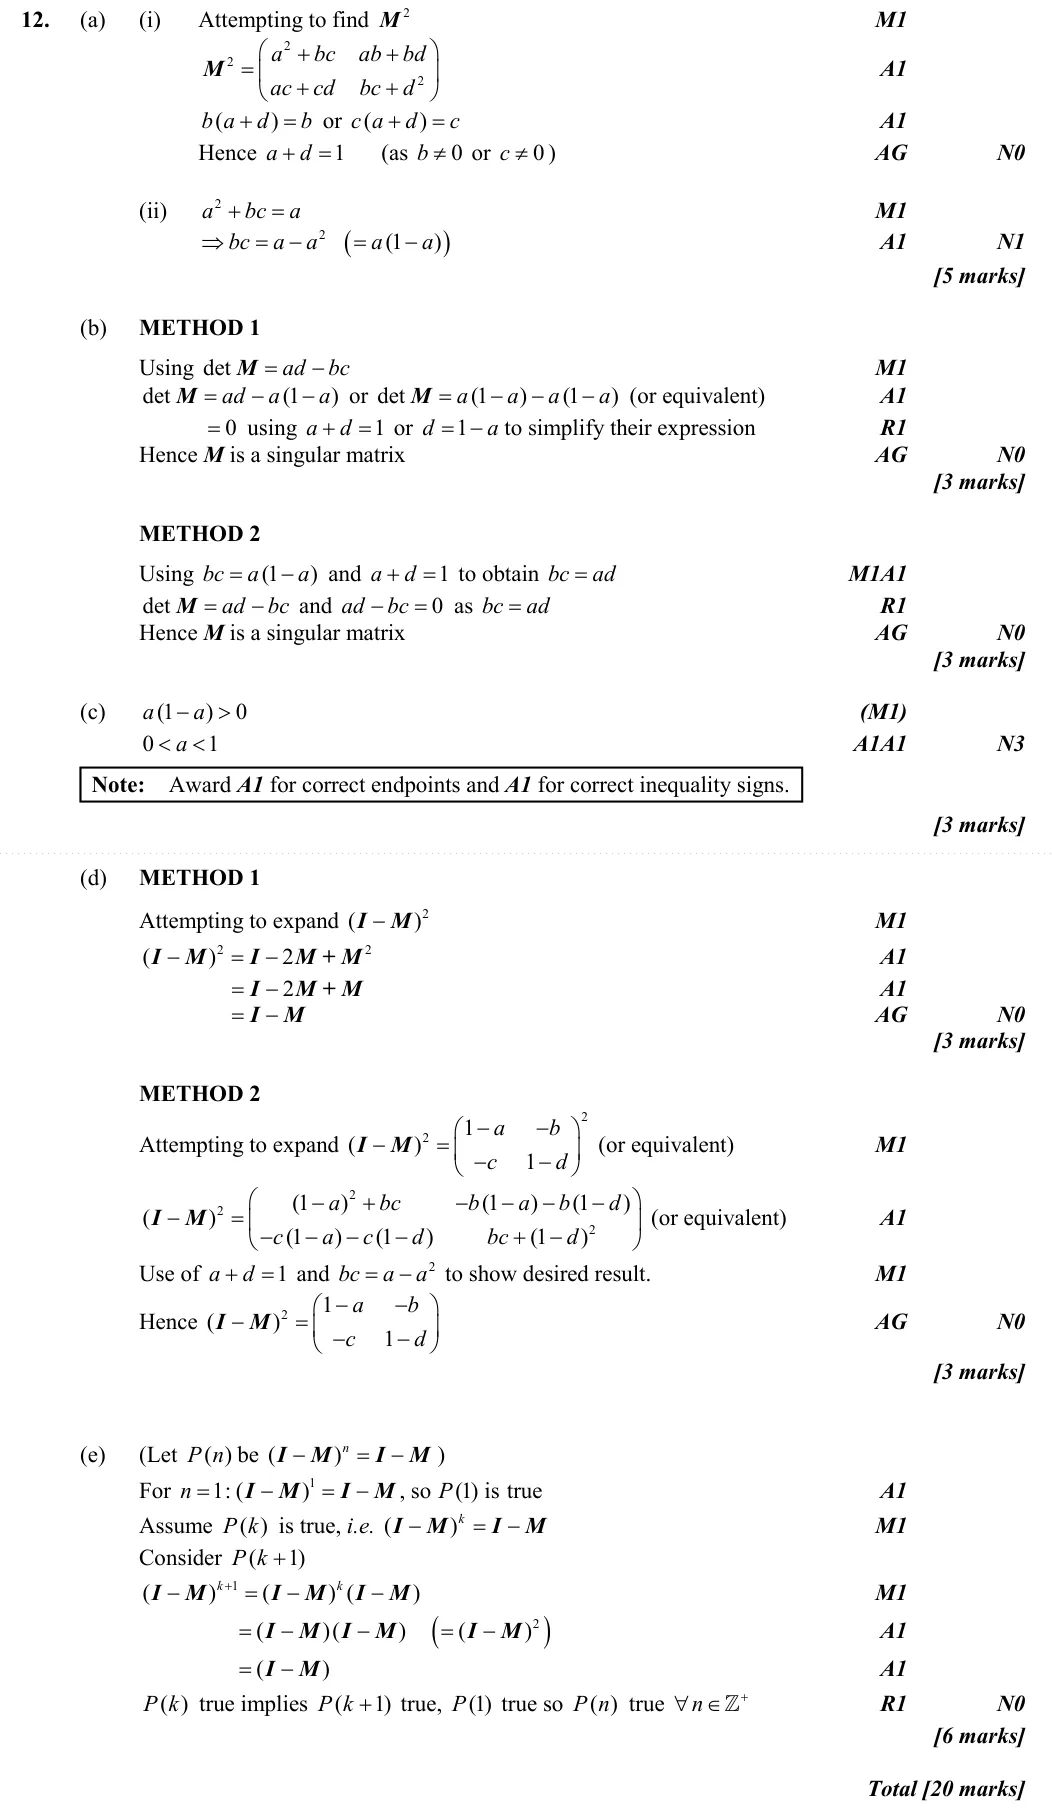 12. (a) (i) Attempting to find M² M1
M² = (a² + bc ab + bd
ac + cd bc + d²) A1
b(a + d) = b or c(a + d) = c A1
Hence a + d = 1 (as b ≠ 0 or c ≠ 0) AG N0
(ii) a² + bc = a M1
⇒ bc = a − a² (= a(1 − a)) A1 N1
[5 marks]
(b) METHOD 1
Using det M = ad − bc M1
det M = ad − a(1 − a) or det M = a(1 − a) − a(1 − a) (or equivalent) A1
= 0 using a + d = 1 or d = 1 − a to simplify their expression R1
Hence M is a singular matrix AG N0
[3 marks]
METHOD 2
Using bc = a(1 − a) and a + d = 1 to obtain bc = ad M1A1
det M = ad − bc and ad − bc = 0 as bc = ad R1
Hence M is a singular matrix AG N0
[3 marks]
(c) a(1 − a) > 0 (M1)
0 < a < 1 A1A1 N3
Note: Award A1 for correct endpoints and A1 for correct inequality signs.
[3 marks]
(d) METHOD 1
Attempting to expand (I − M)² M1
(I − M)² = I − 2M + M² A1
= I − 2M + M A1
= I − M AG N0
[3 marks]
METHOD 2
Attempting to expand (I − M)² = (1 − a −b
−c 1 − d)² (or equivalent) M1
(I − M)² = ((1 − a)² + bc −b(1 − a) − b(1 − d)
−c(1 − a) − c(1 − d) bc + (1 − d)²) (or equivalent) A1
Use of a + d = 1 and bc = a − a² to show desired result. M1
Hence (I − M)² = (1 − a −b
−c 1 − d) AG N0
[3 marks]
(e) (Let P(n) be (I − M)ⁿ = I − M )
For n = 1: (I − M)¹ = I − M , so P(1) is true A1
Assume P(k) is true, i.e. (I − M)ᵏ = I − M M1
Consider P(k + 1)
(I − M)ᵏ⁺¹ = (I − M)ᵏ(I − M) M1
= (I − M)(I − M) (= (I − M)²) A1
= (I − M) A1
P(k) true implies P(k + 1) true, P(1) true so P(n) true ∀n ∈ ℤ⁺ R1 N0
[6 marks]
Total [20 marks]